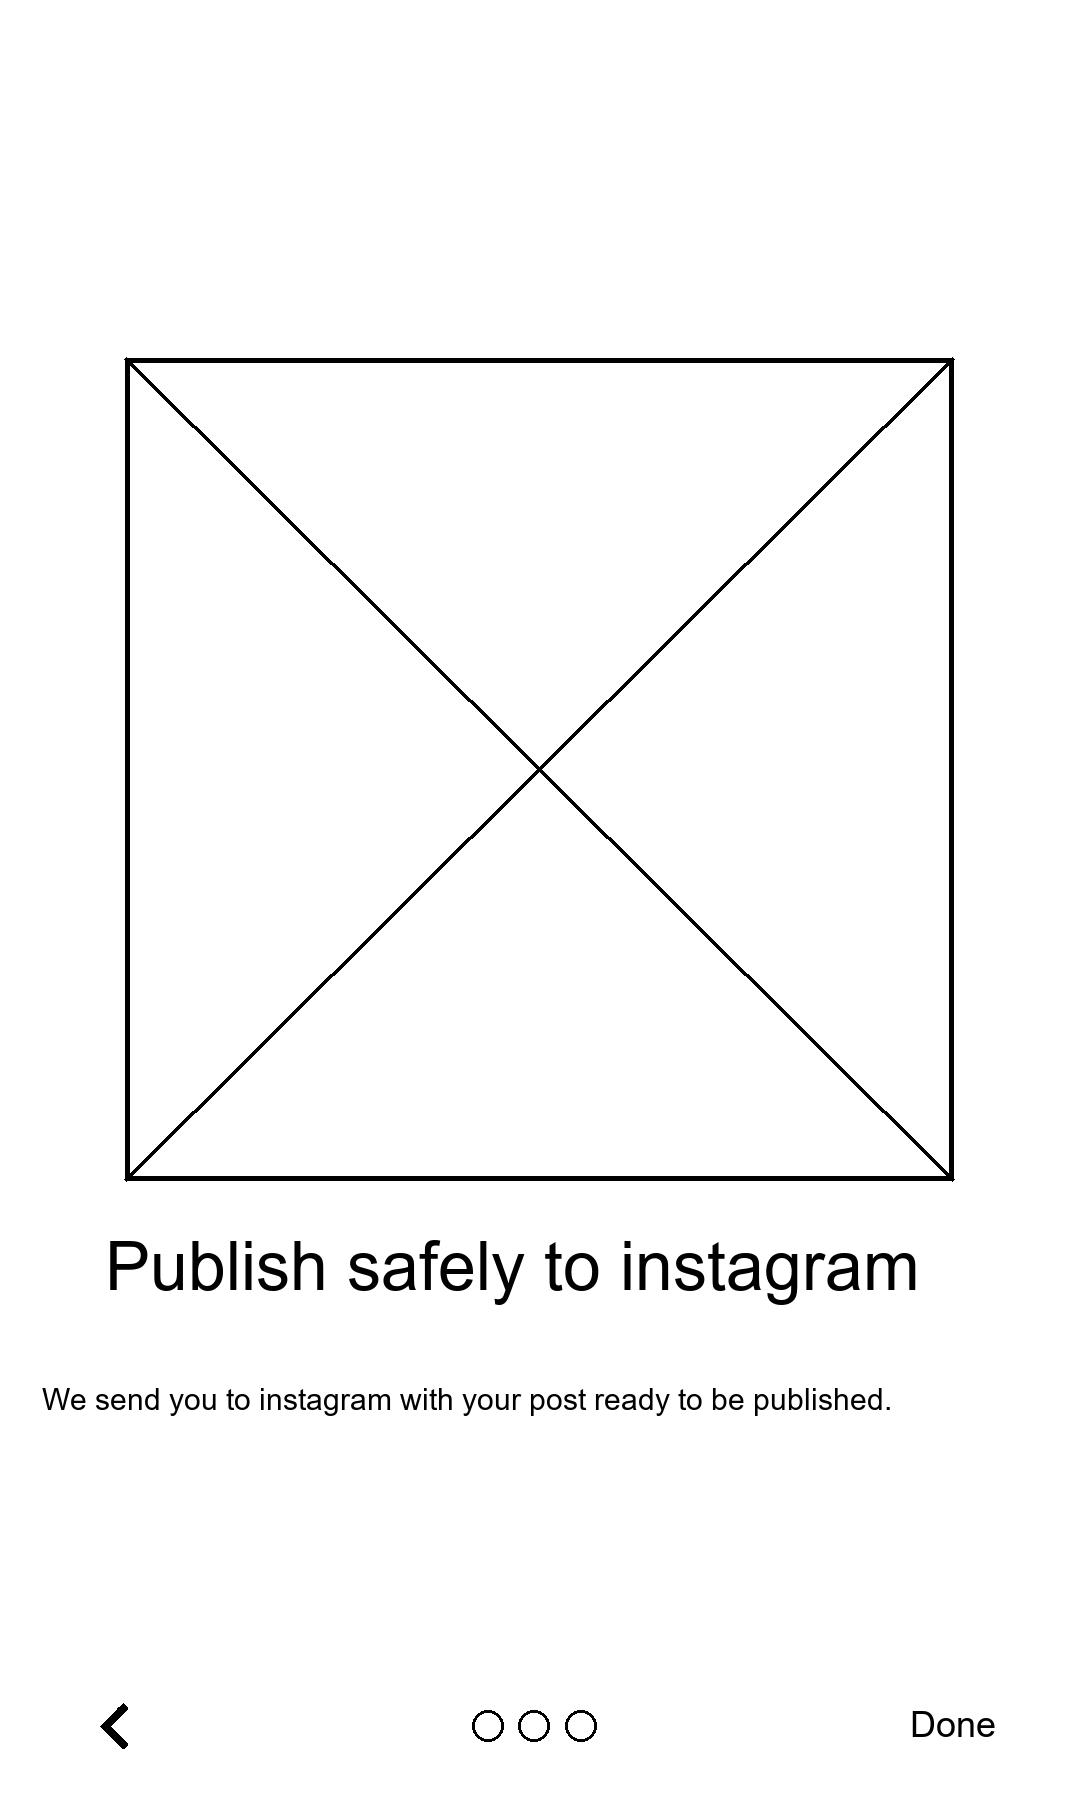 Publish safely to instagram
We send you to instagram with your post ready to be published.
Done